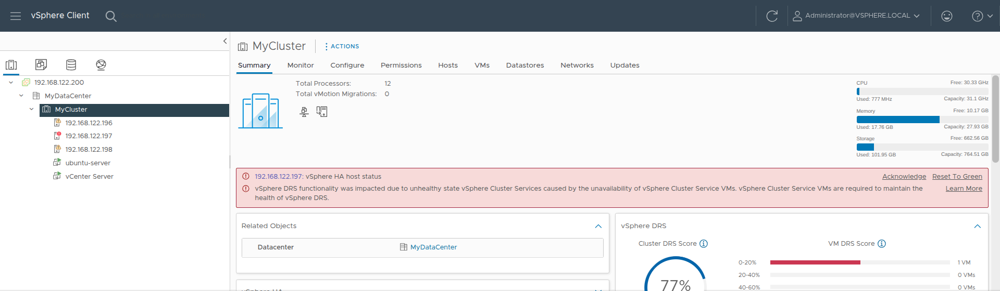 vSphere Client
Administrator@VSPHERE.LOCAL
192.168.122.200
MyDataCenter
MyCluster
192.168.122.196
192.168.122.197
192.168.122.198
ubuntu-server
vCenter Server
MyCluster
ACTIONS
Summary Monitor Configure Permissions Hosts VMs Datastores Networks Updates
Total Processors: 12
Total vMotion Migrations: 0
CPU Free: 30.33 GHz
Used: 777 MHz Capacity: 31.1 GHz
Memory Free: 10.17 GB
Used: 17.76 GB Capacity: 27.93 GB
Storage Free: 662.56 GB
Used: 101.95 GB Capacity: 764.51 GB
192.168.122.197: vSphere HA host status Acknowledge Reset To Green
vSphere DRS functionality was impacted due to unhealthy state vSphere Cluster Services caused by the unavailability of vSphere Cluster Service VMs. vSphere Cluster Service VMs are required to maintain the Learn More
health of vSphere DRS.
Related Objects
Datacenter MyDataCenter
vSphere HA
vSphere DRS
Cluster DRS Score
77%
VM DRS Score
0-20% 1 VM
20-40% 0 VMs
40-60% 0 VMs